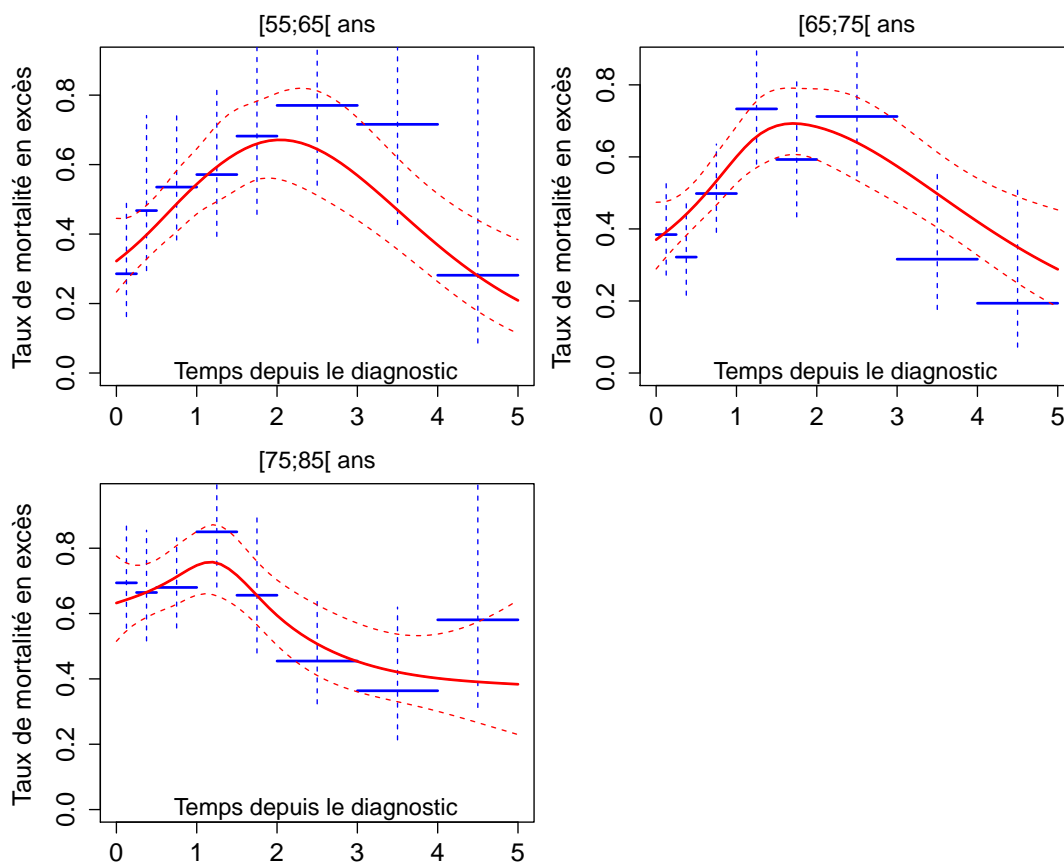 [55;65[ ans
Taux de mortalité en excès
0.0 0.2 0.4 0.6 0.8
Temps depuis le diagnostic
0 1 2 3 4 5
[65;75[ ans
Taux de mortalité en excès
0.0 0.2 0.4 0.6 0.8
Temps depuis le diagnostic
0 1 2 3 4 5
[75;85[ ans
Taux de mortalité en excès
0.0 0.2 0.4 0.6 0.8
Temps depuis le diagnostic
0 1 2 3 4 5